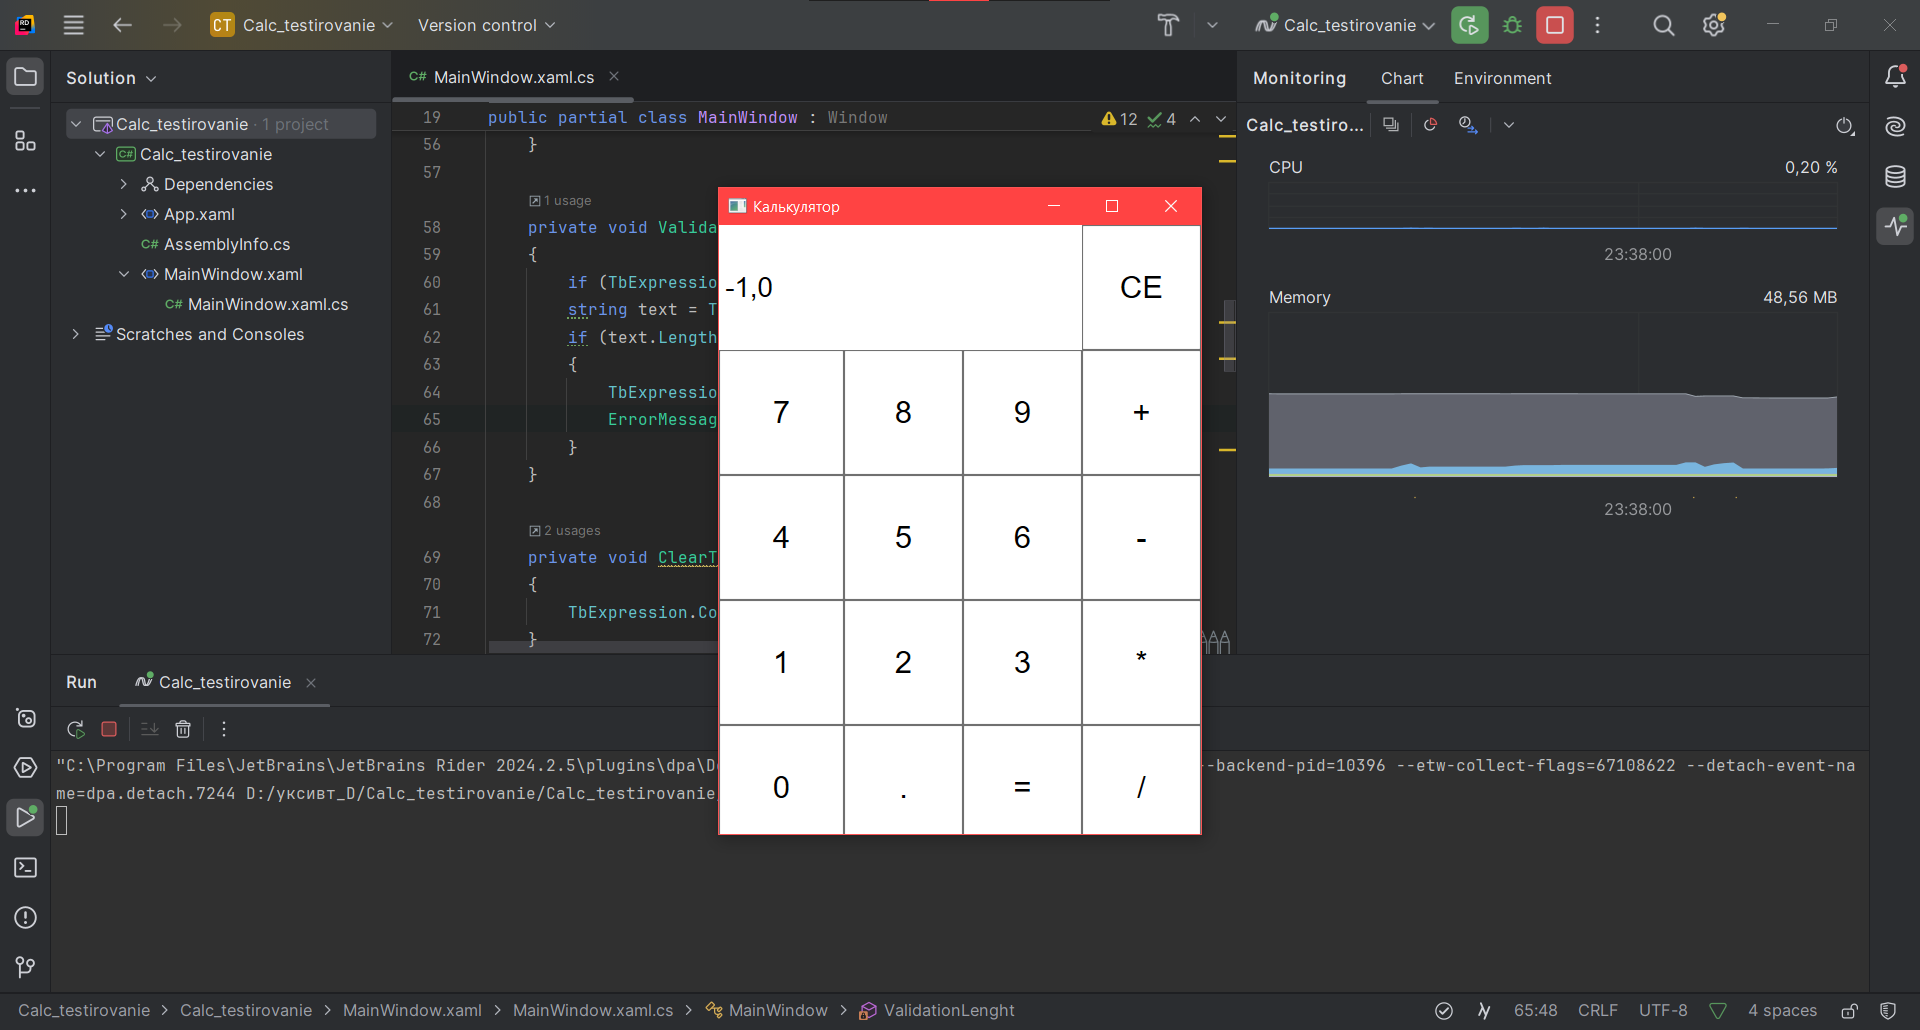 CT Calc_testirovanie Version control Calc_testirovanie
Solution
Calc_testirovanie · 1 project
Calc_testirovanie
Dependencies
App.xaml
C# AssemblyInfo.cs
MainWindow.xaml
C# MainWindow.xaml.cs
Scratches and Consoles
C# MainWindow.xaml.cs
19 public partial class MainWindow : Window 12 4
56 }
57
1 usage
58 private void Valida
59 {
60 if (TbExpressio
61 string text = T
62 if (text.Length
63 {
64 TbExpressio
65 ErrorMessag
66 }
67 }
68
2 usages
69 private void ClearT
70 {
71 TbExpression.Co
72 }
Калькулятор
-1,0 CE
7 8 9 +
4 5 6 -
1 2 3 *
0 . = /
Monitoring Chart Environment
Calc_testiro...
CPU 0,20 %
23:38:00
Memory 48,56 MB
23:38:00
Run Calc_testirovanie
"C:\Program Files\JetBrains\JetBrains Rider 2024.2.5\plugins\dpa\D --backend-pid=10396 --etw-collect-flags=67108622 --detach-event-na
me=dpa.detach.7244 D:/уксивт_D/Calc_testirovanie/Calc_testirovanie
Calc_testirovanie > Calc_testirovanie > MainWindow.xaml > MainWindow.xaml.cs > MainWindow > ValidationLenght 65:48 CRLF UTF-8 4 spaces